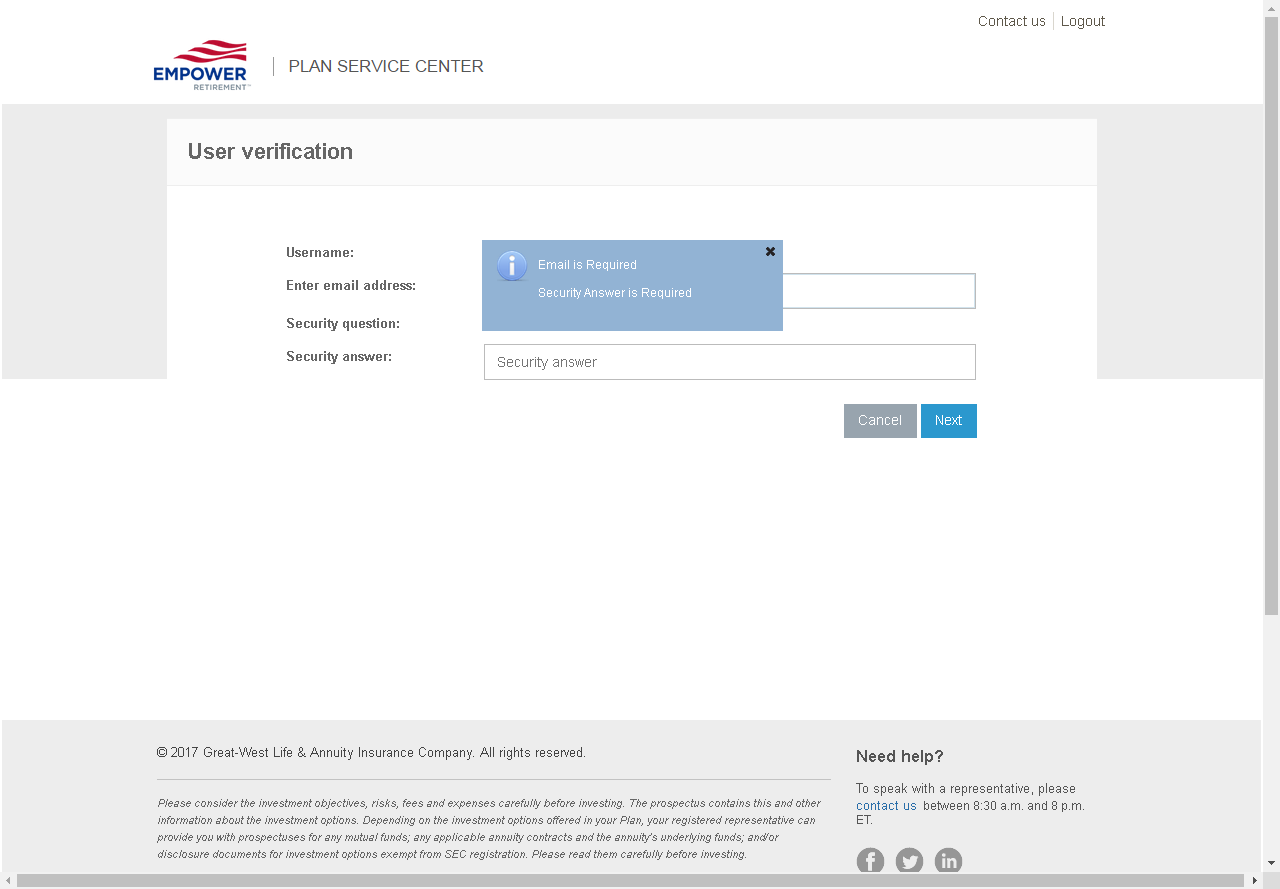 Contact us
Logout
EMPOWER
RETIREMENT™
PLAN SERVICE CENTER
User verification
Username:
Email is Required
Enter email address:
Security Answer is Required
Security question:
Security answer:
Security answer
Cancel
Next
© 2017 Great-West Life & Annuity Insurance Company. All rights reserved.
Please consider the investment objectives, risks, fees and expenses carefully before investing. The prospectus contains this and other
information about the investment options. Depending on the investment options offered in your Plan, your registered representative can
provide you with prospectuses for any mutual funds; any applicable annuity contracts and the annuity's underlying funds; and/or
disclosure documents for investment options exempt from SEC registration. Please read them carefully before investing.
Need help?
To speak with a representative, please
contact us between 8:30 a.m. and 8 p.m.
ET.